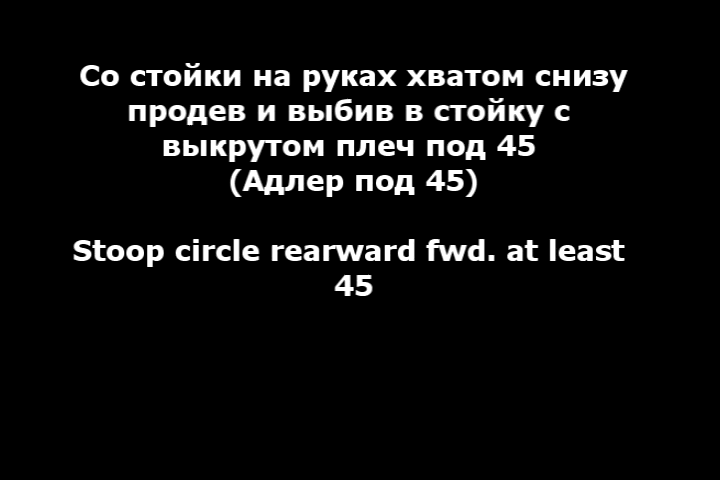 Со стойки на руках хватом снизу
продев и выбив в стойку с
выкрутом плеч под 45
(Адлер под 45)
Stoop circle rearward fwd. at least
45